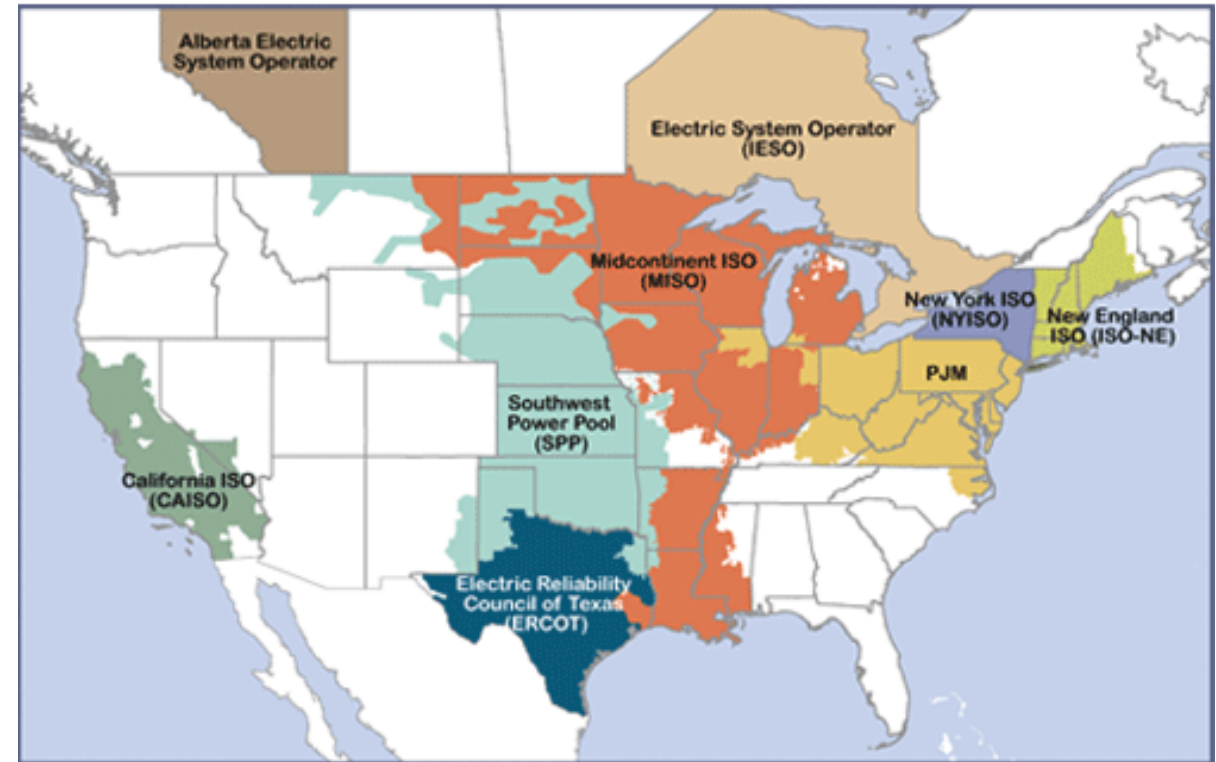 Alberta Electric
System Operator
Electric System Operator
(IESO)
Midcontinent ISO
(MISO)
New York ISO
(NYISO)
New England
ISO (ISO-NE)
PJM
Southwest
Power Pool
(SPP)
California ISO
(CAISO)
Electric Reliability
Council of Texas
(ERCOT)